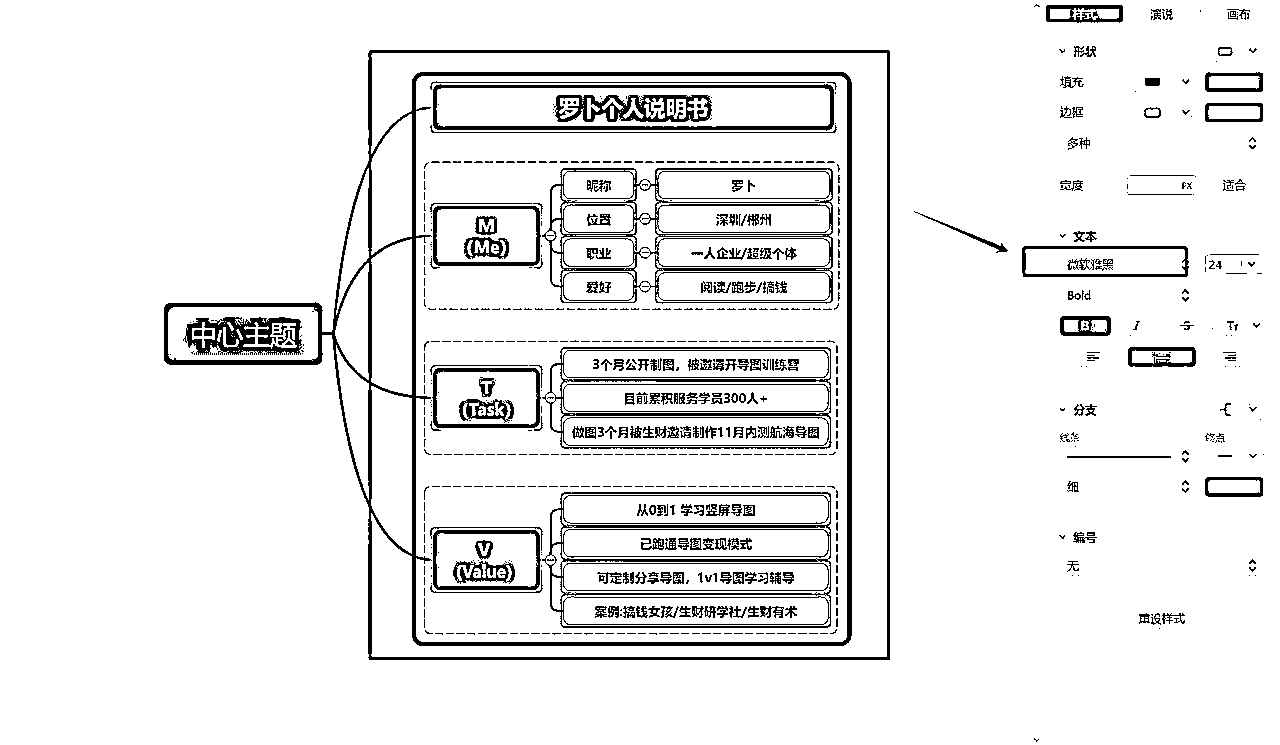 罗卜个人说明书
中心主题
M
(Me)
昵称 罗卜
位置 深圳/郴州
职业 一人企业/超级个体
爱好 阅读/跑步/搞钱
T
(Task)
3个月公开制图，被邀请开导图训练营
目前累积服务学员300人+
做图3个月被生财邀请制作11月内测航海导图
V
(Value)
从0到1 学习竖屏导图
已跑通导图变现模式
可定制分享导图，1v1导图学习辅导
案例:搞钱女孩/生财研学社/生财有术
样式 演说 画布
形状
填充
边框
多种
宽度 PX 适合
文本
微软雅黑 24
Bold
B I S Tr
分支
线条 终点
细
编号
无
重设样式